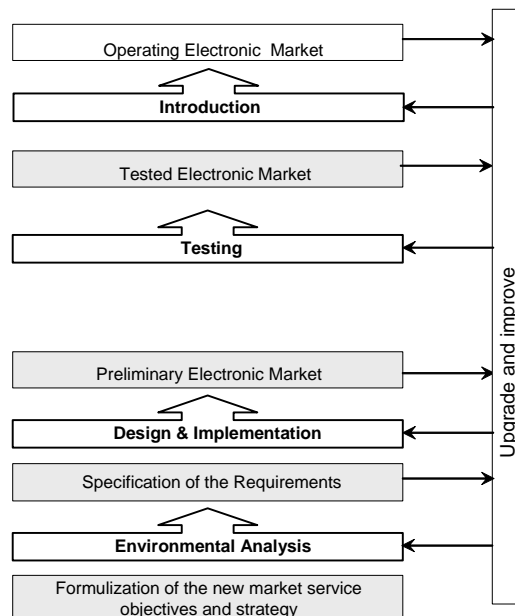 Operating Electronic Market
Introduction
Tested Electronic Market
Testing
Preliminary Electronic Market
Design & Implementation
Specification of the Requirements
Environmental Analysis
Formulization of the new market service
objectives and strategy
Upgrade and improve